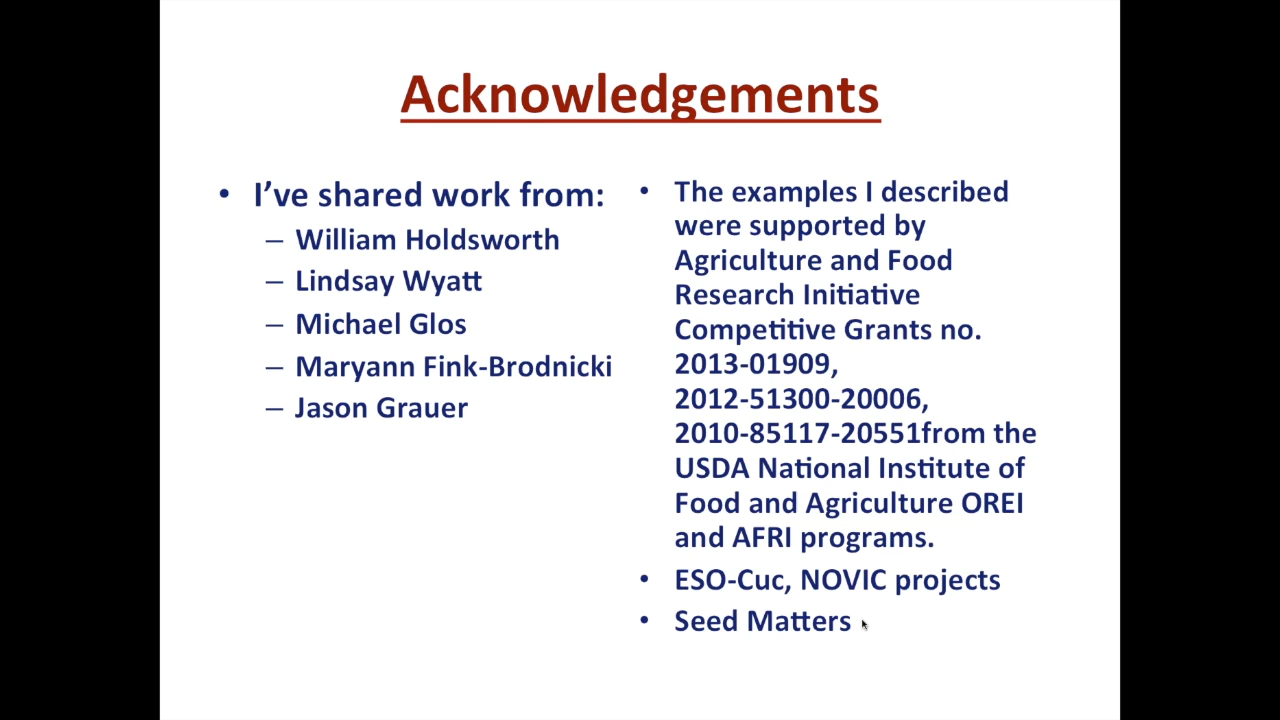 Acknowledgements
• I’ve shared work from:
– William Holdsworth
– Lindsay Wyatt
– Michael Glos
– Maryann Fink-Brodnicki
– Jason Grauer
• The examples I described
were supported by
Agriculture and Food
Research Initiative
Competitive Grants no.
2013-01909,
2012-51300-20006,
2010-85117-20551from the
USDA National Institute of
Food and Agriculture OREI
and AFRI programs.
• ESO-Cuc, NOVIC projects
• Seed Matters